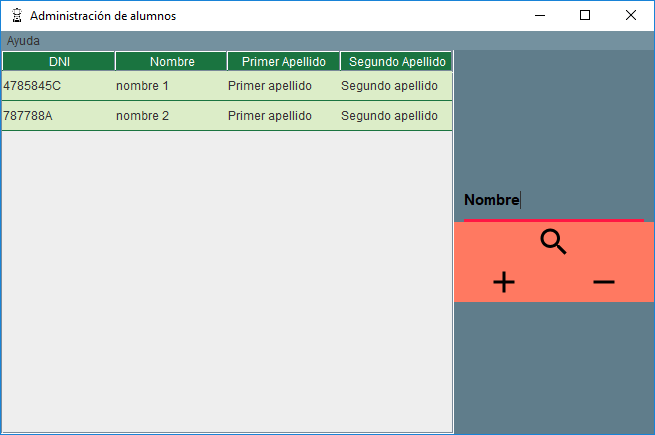 Administración de alumnos
Ayuda
DNI Nombre Primer Apellido Segundo Apellido
4785845C nombre 1 Primer apellido Segundo apellido
787788A nombre 2 Primer apellido Segundo apellido
Nombre